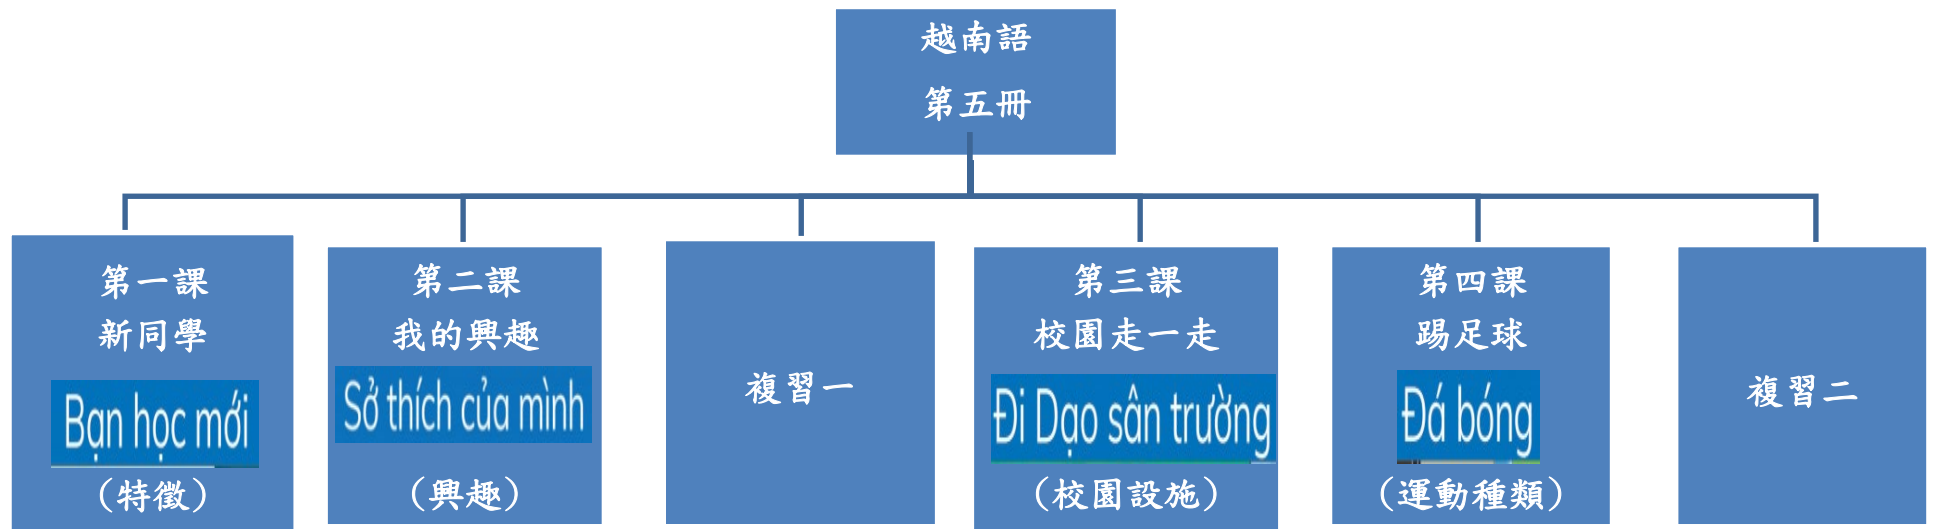 越南語
第五冊
第一課
新同學
Bạn học mới
(特徵)
第二課
我的興趣
Sở thích của mình
(興趣)
複習一
第三課
校園走一走
Đi Dạo sân trường
(校園設施)
第四課
踢足球
Đá bóng
(運動種類)
複習二